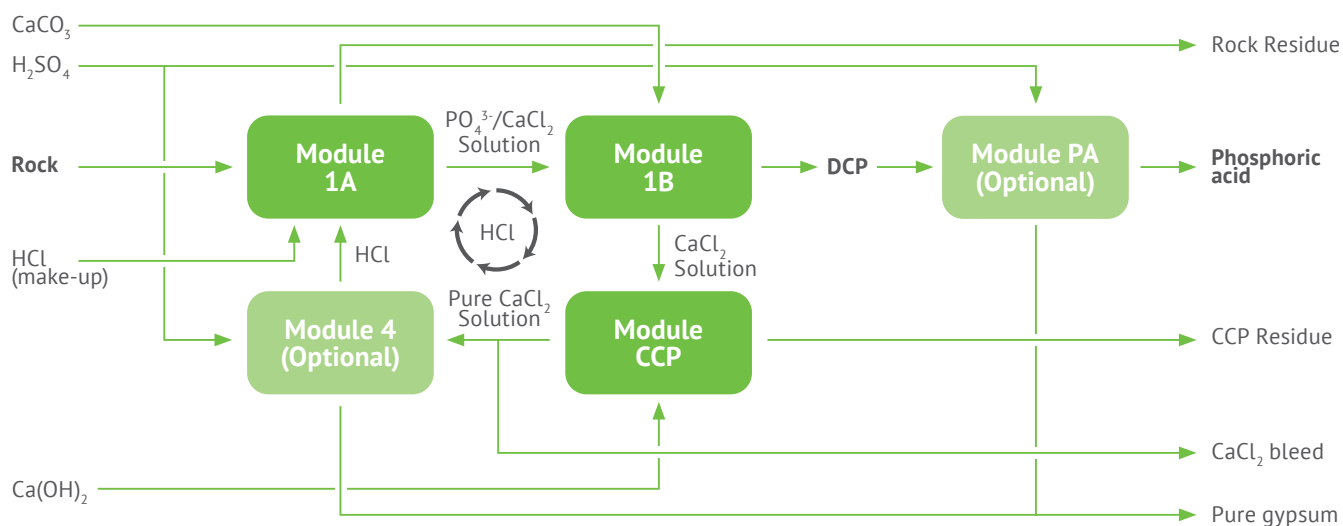 CaCO₃
H₂SO₄
Rock Residue
PO₄³⁻/CaCl₂
Solution
Rock
Module
1A
Module
1B
DCP
Module PA
(Optional)
Phosphoric
acid
HCl
(make-up)
HCl
HCl
CaCl₂
Solution
Pure CaCl₂
Solution
Module 4
(Optional)
Module
CCP
CCP Residue
CaCl₂ bleed
Ca(OH)₂
Pure gypsum